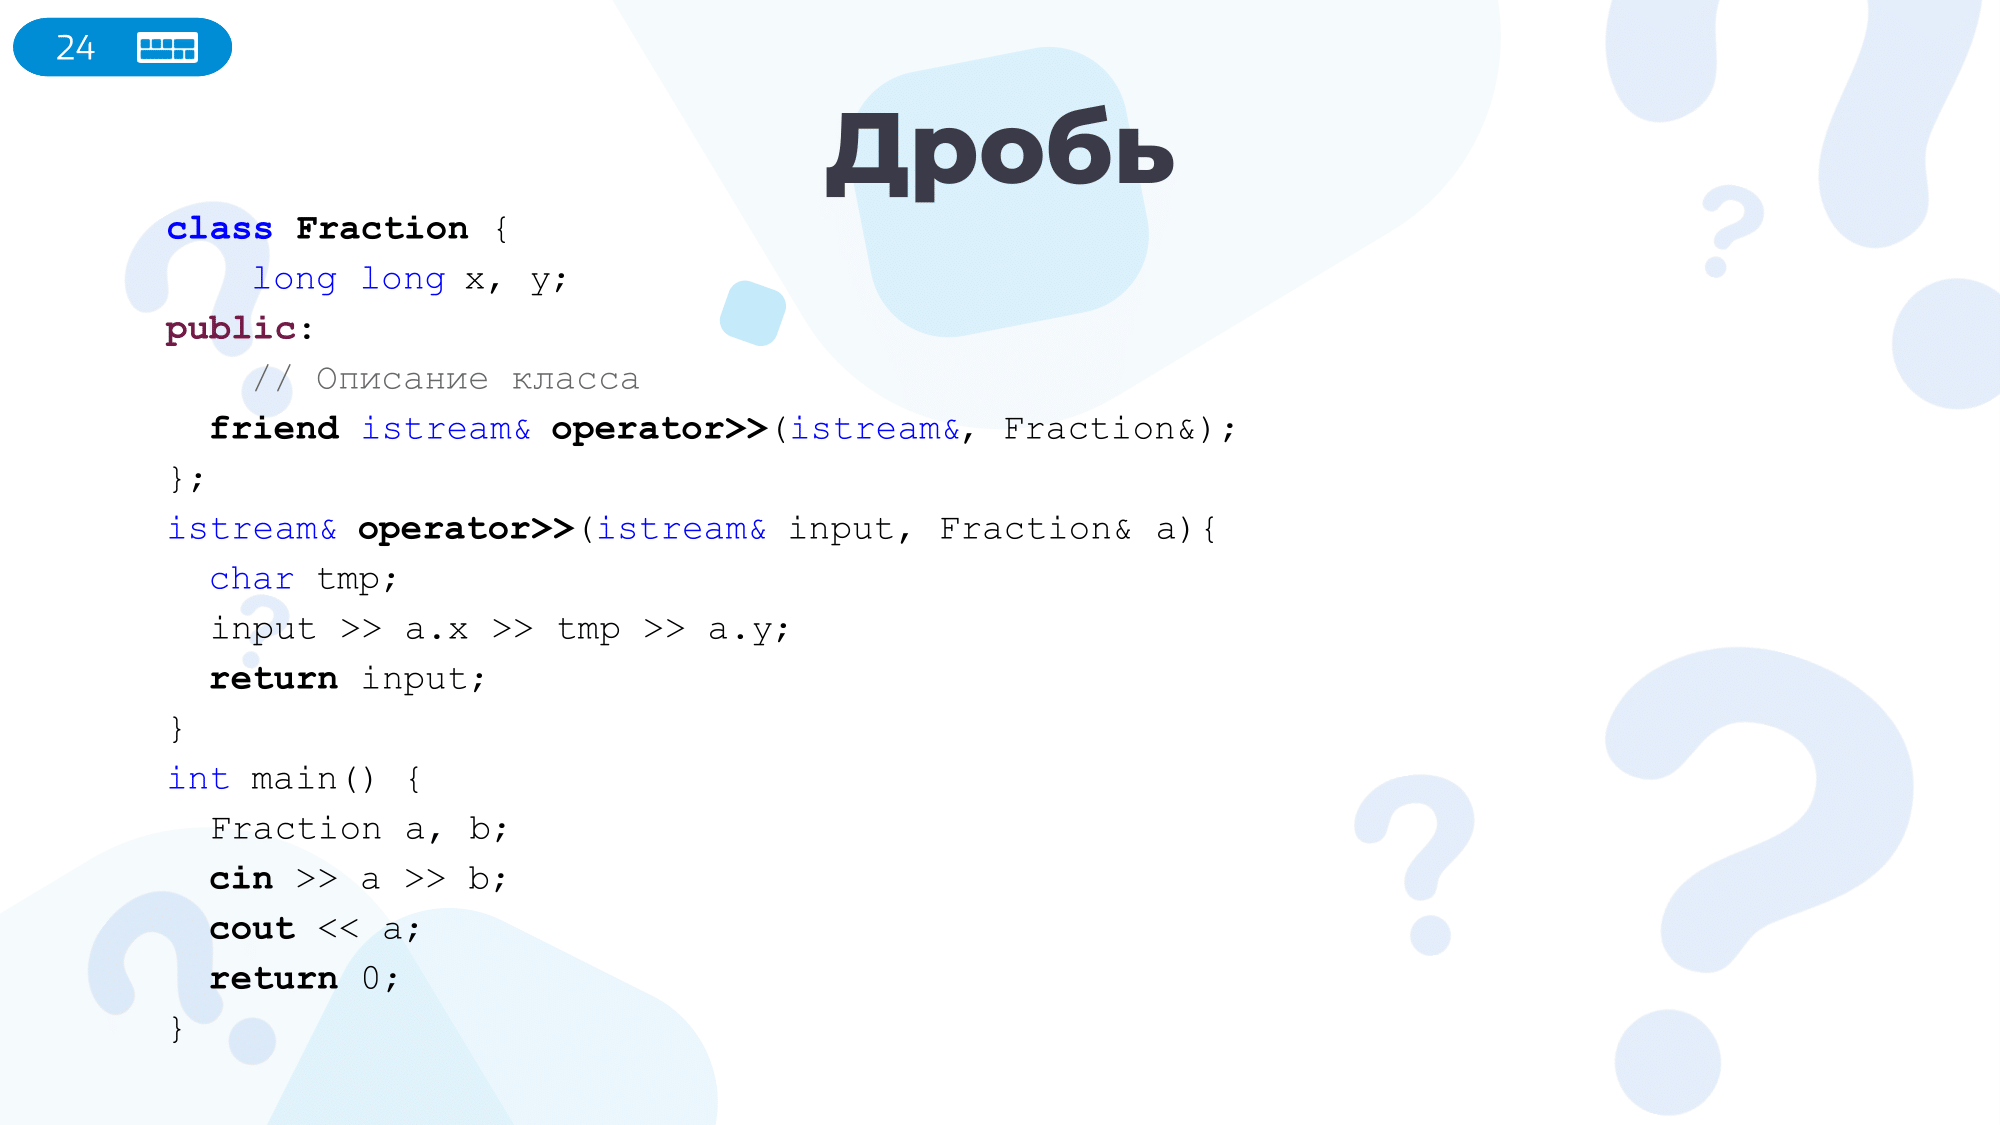 24
Дробь
class Fraction {
    long long x, y;
public:
    // Описание класса
  friend istream& operator>>(istream&, Fraction&);
};
istream& operator>>(istream& input, Fraction& a){
  char tmp;
  input >> a.x >> tmp >> a.y;
  return input;
}
int main() {
  Fraction a, b;
  cin >> a >> b;
  cout << a;
  return 0;
}